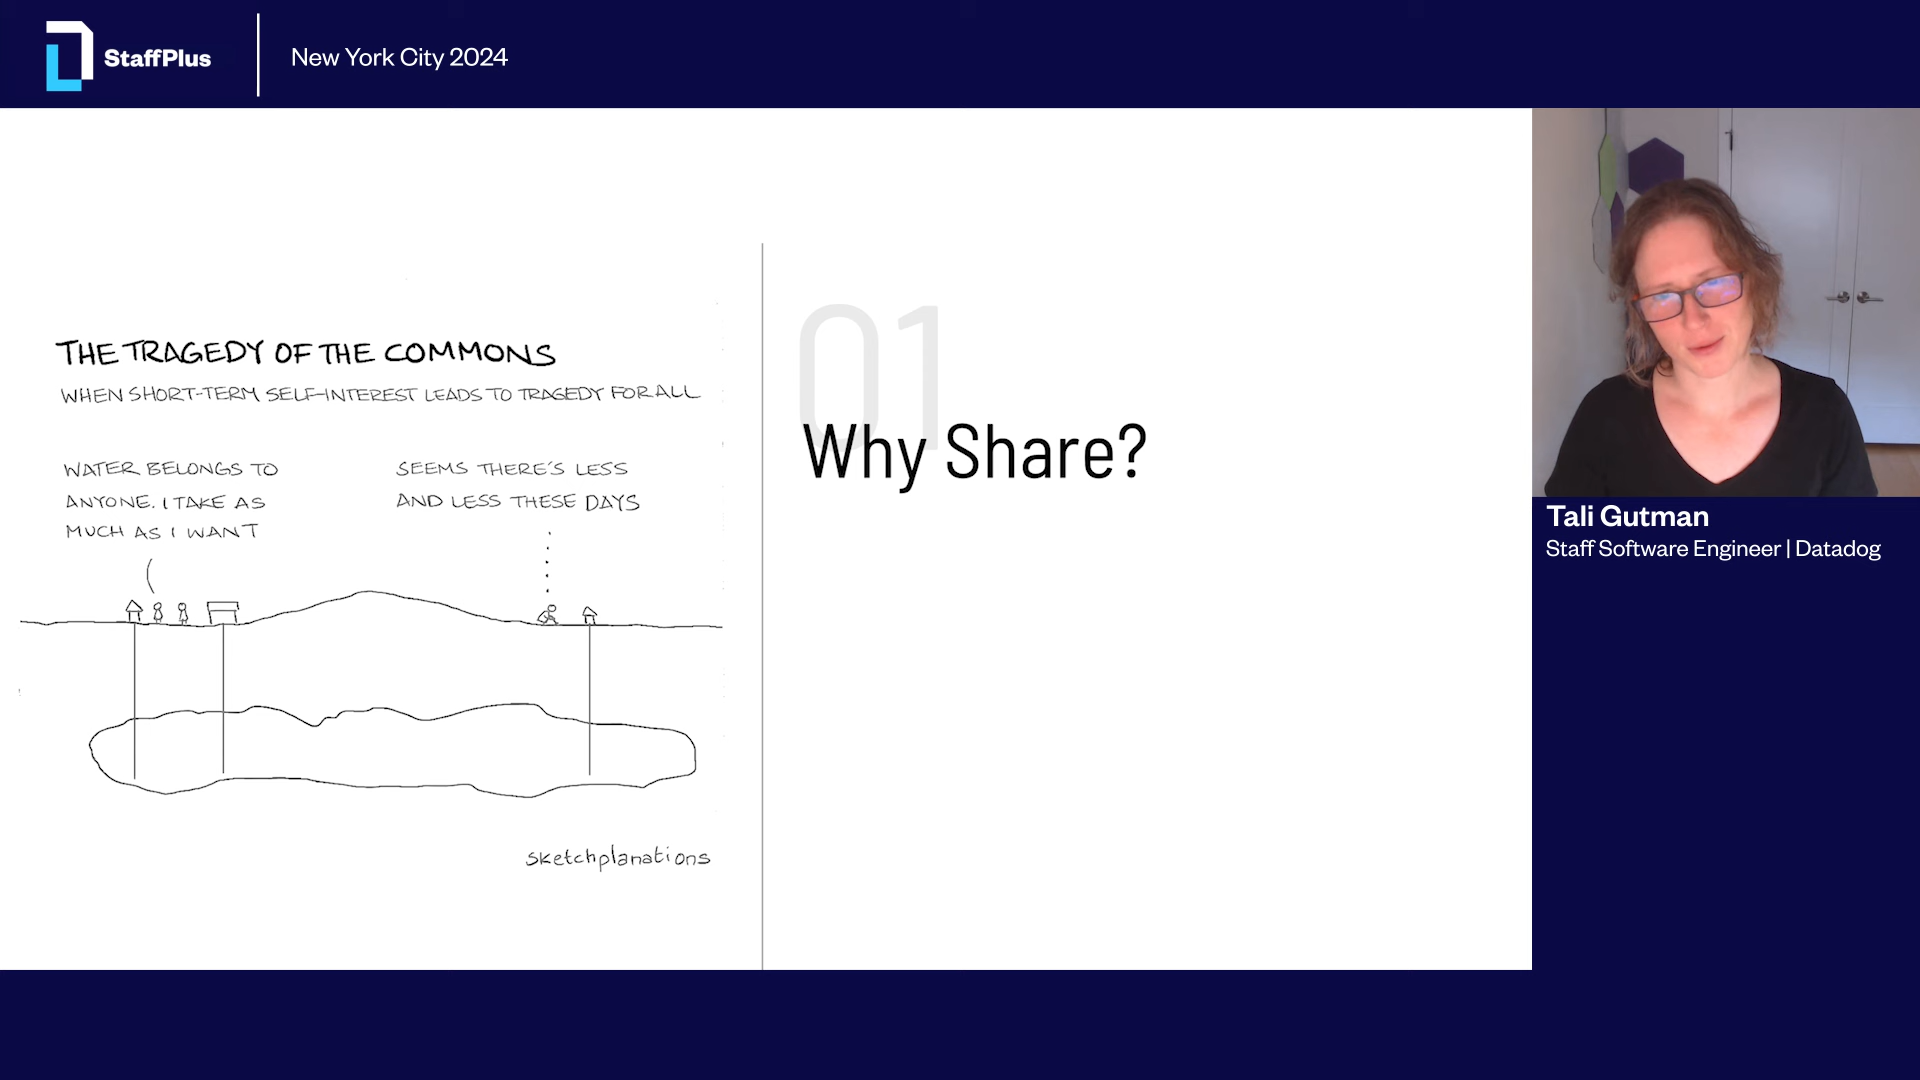 StaffPlus
New York City 2024
THE TRAGEDY OF THE COMMONS
WHEN SHORT-TERM SELF-INTEREST LEADS TO TRAGEDY FOR ALL
WATER BELONGS TO
ANYONE. I TAKE AS
MUCH AS I WANT
SEEMS THERE'S LESS
AND LESS THESE DAYS
sketchplanations
01
Why Share?
Tali Gutman
Staff Software Engineer | Datadog